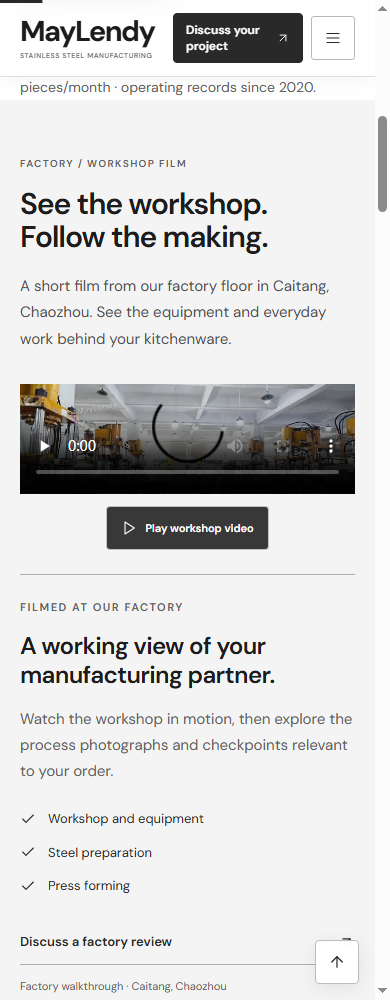 MayLendy
STAINLESS STEEL MANUFACTURING
Discuss your
project
pieces/month · operating records since 2020.
FACTORY / WORKSHOP FILM
See the workshop.
Follow the making.
A short film from our factory floor in Caitang,
Chaozhou. See the equipment and everyday
work behind your kitchenware.
0:00
Play workshop video
FILMED AT OUR FACTORY
A working view of your
manufacturing partner.
Watch the workshop in motion, then explore the
process photographs and checkpoints relevant
to your order.
Workshop and equipment
Steel preparation
Press forming
Discuss a factory review
Factory walkthrough · Caitang, Chaozhou